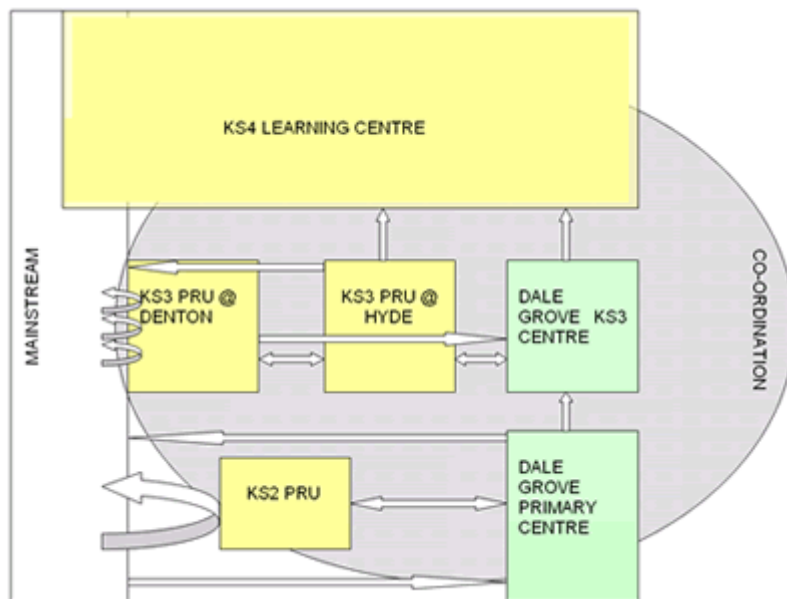 KS4 LEARNING CENTRE
MAINSTREAM
KS3 PRU @
DENTON
KS3 PRU @
HYDE
DALE
GROVE KS3
CENTRE
CO-ORDINATION
KS2 PRU
DALE
GROVE
PRIMARY
CENTRE